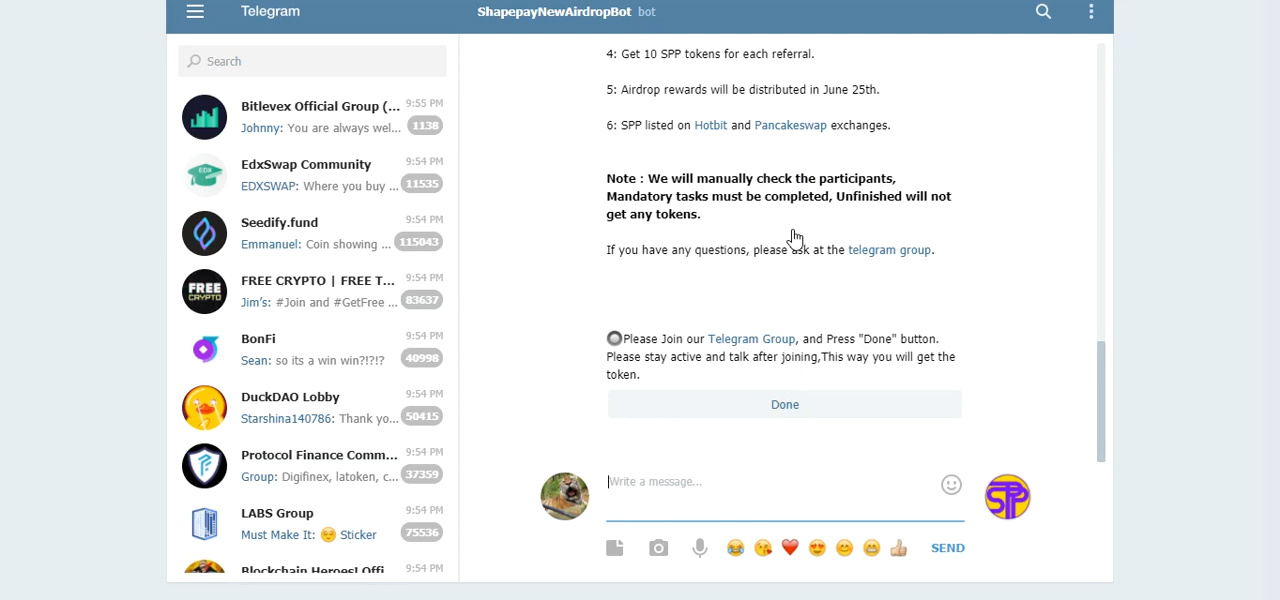 Telegram
ShapepayNewAirdropBot bot
Search
Bitlevex Official Group (... 9:55 PM
Johnny: You are always wel... 1138
EdxSwap Community 9:54 PM
EDXSWAP: Where you buy ... 11535
EDX
Seedify.fund 9:54 PM
Emmanuel: Coin showing ... 115043
FREE CRYPTO | FREE T... 9:54 PM
Jim's: #Join and #GetFree ... 83637
FREE
CRYPTO
BonFi 9:54 PM
Sean: so its a win win?!?!? 40998
DuckDAO Lobby 9:54 PM
Starshina140786: Thank yo... 50415
Protocol Finance Comm... 9:54 PM
Group: Digifinex, latoken, c... 37359
LABS Group 9:54 PM
Must Make It: 😌 Sticker 75536
Blockchain Heroes! Offi... 9:54 PM
4: Get 10 SPP tokens for each referral.
5: Airdrop rewards will be distributed in June 25th.
6: SPP listed on Hotbit and Pancakeswap exchanges.
Note : We will manually check the participants,
Mandatory tasks must be completed, Unfinished will not
get any tokens.
If you have any questions, please ask at the telegram group.
🔘Please Join our Telegram Group, and Press "Done" button.
Please stay active and talk after joining,This way you will get the
token.
Done
Write a message...
SPP
😂 😘 ❤️ 😍 😊 😁 👍🏼 SEND